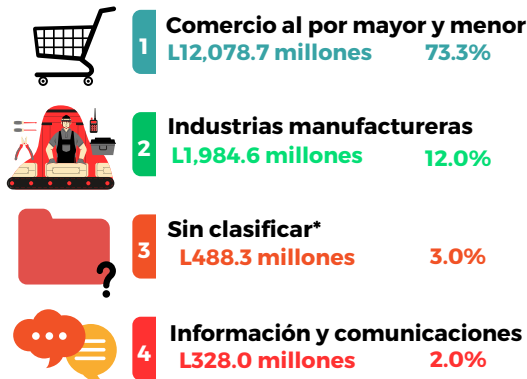 1
Comercio al por mayor y menor
L12,078.7 millones 73.3%
2
Industrias manufactureras
L1,984.6 millones 12.0%
3
Sin clasificar*
L488.3 millones 3.0%
?
4
Información y comunicaciones
L328.0 millones 2.0%